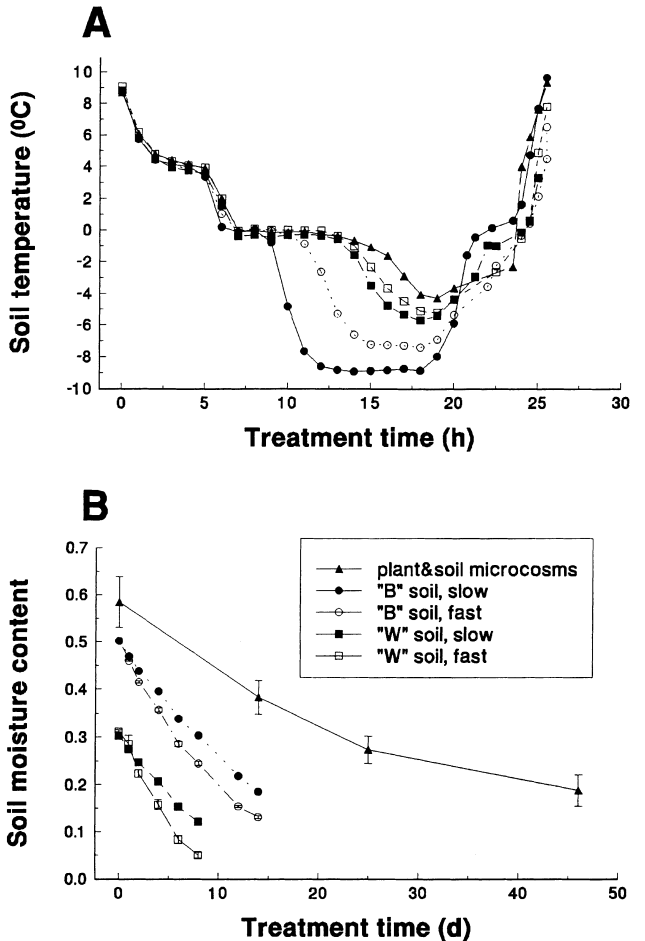 A
Soil temperature (ºC)
10
8
6
4
2
0
-2
-4
-6
-8
-10
0 5 10 15 20 25 30
Treatment time (h)
B
Soil moisture content
0.7
0.6
0.5
0.4
0.3
0.2
0.1
0.0
plant&soil microcosms
"B" soil, slow
"B" soil, fast
"W" soil, slow
"W" soil, fast
0 10 20 30 40 50
Treatment time (d)